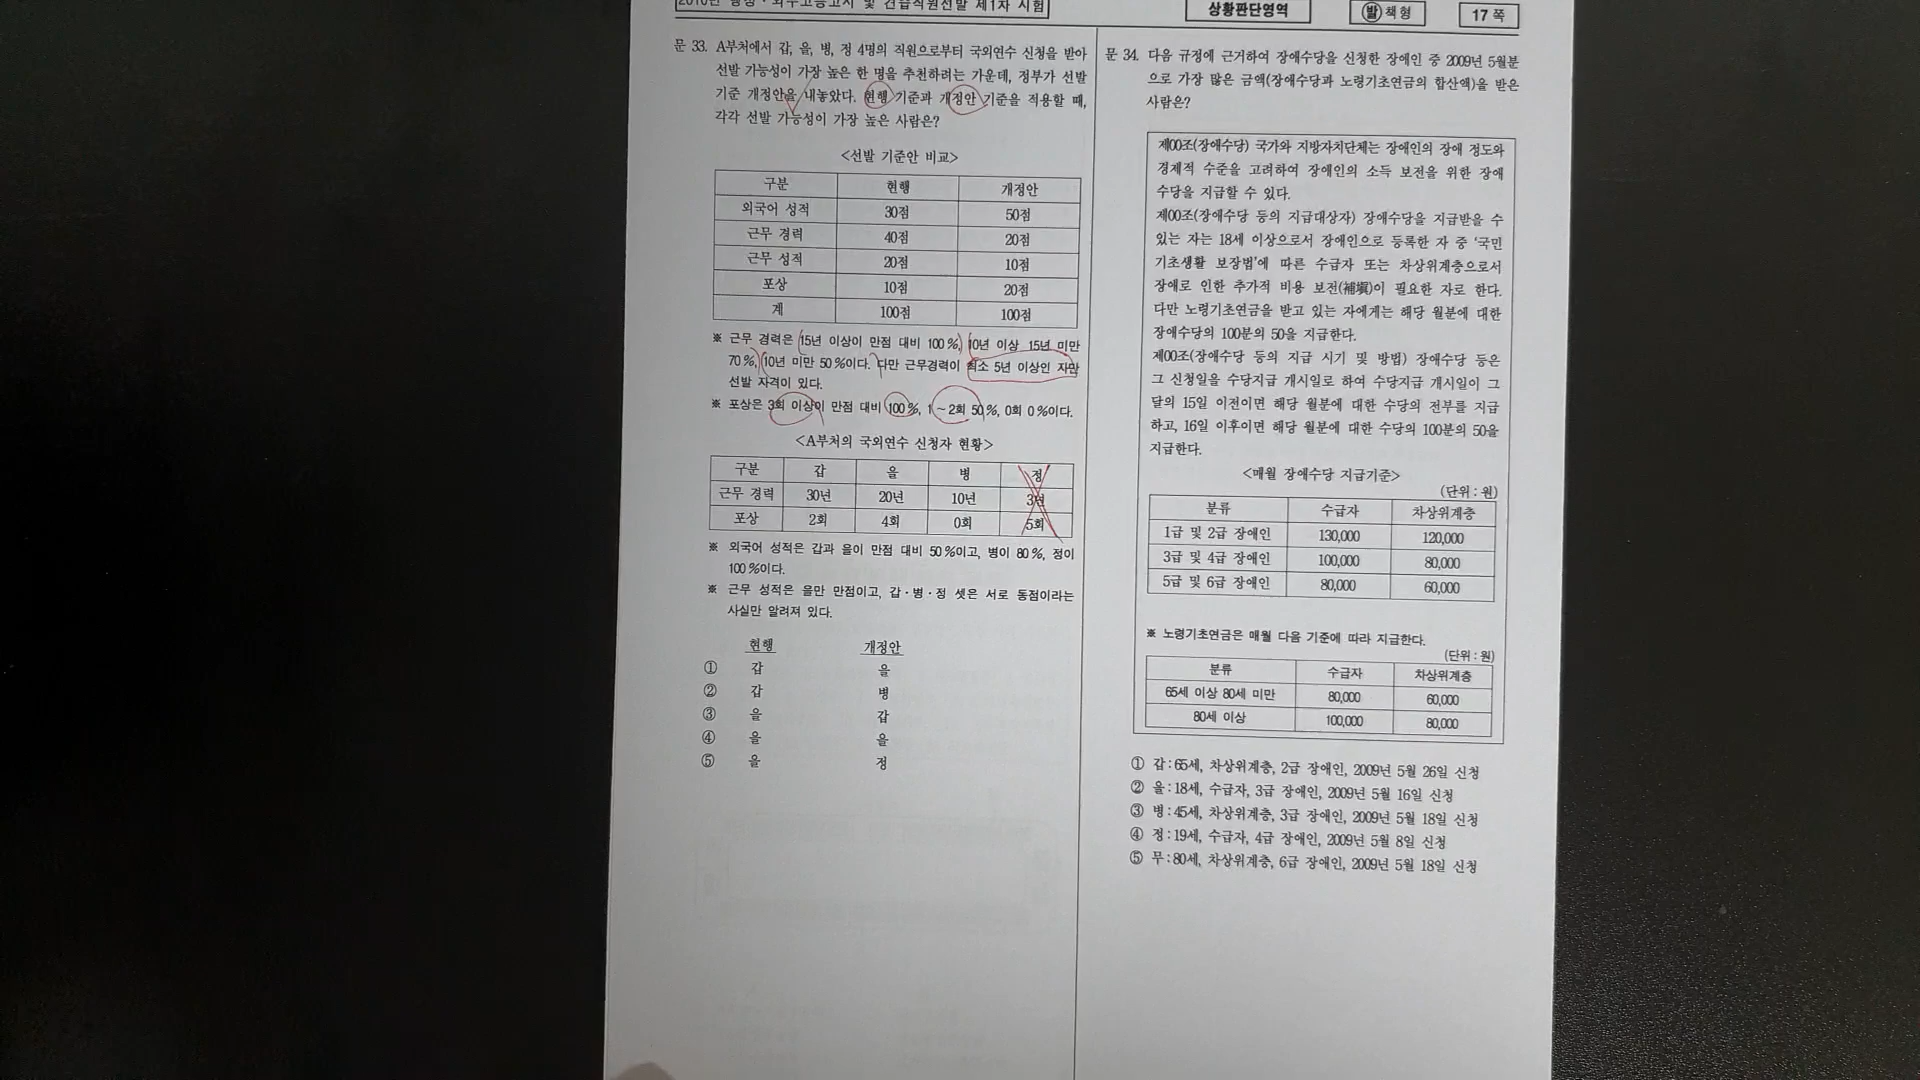 2010년 행정·외무고등고시 및 견습직원선발 제1차 시험
상황판단영역
발 책형
17 쪽
문 33. A부처에서 갑, 을, 병, 정 4명의 직원으로부터 국외연수 신청을 받아
선발 가능성이 가장 높은 한 명을 추천하려는 가운데, 정부가 선발
기준 개정안을 내놓았다. 현행 기준과 개정안 기준을 적용할 때,
각각 선발 가능성이 가장 높은 사람은?
<선발 기준안 비교>
구분 현행 개정안
외국어 성적 30점 50점
근무 경력 40점 20점
근무 성적 20점 10점
포상 10점 20점
계 100점 100점
※ 근무 경력은 15년 이상이 만점 대비 100%, 10년 이상 15년 미만
70%, 10년 미만 50%이다. 다만 근무경력이 최소 5년 이상인 자만
선발 자격이 있다.
※ 포상은 3회 이상이 만점 대비 100%, 1~2회 50%, 0회 0%이다.
<A부처의 국외연수 신청자 현황>
구분 갑 을 병 정
근무 경력 30년 20년 10년 3년
포상 2회 4회 0회 5회
※ 외국어 성적은 갑과 을이 만점 대비 50%이고, 병이 80%, 정이
100%이다.
※ 근무 성적은 을만 만점이고, 갑·병·정 셋은 서로 동점이라는
사실만 알려져 있다.
현행 개정안
① 갑 을
② 갑 병
③ 을 갑
④ 을 을
⑤ 을 정
문 34. 다음 규정에 근거하여 장애수당을 신청한 장애인 중 2009년 5월분
으로 가장 많은 금액(장애수당과 노령기초연금의 합산액)을 받은
사람은?
제00조(장애수당) 국가와 지방자치단체는 장애인의 장애 정도와
경제적 수준을 고려하여 장애인의 소득 보전을 위한 장애
수당을 지급할 수 있다.
제00조(장애수당 등의 지급대상자) 장애수당을 지급받을 수
있는 자는 18세 이상으로서 장애인으로 등록한 자 중 '국민
기초생활 보장법'에 따른 수급자 또는 차상위계층으로서
장애로 인한 추가적 비용 보전(補塡)이 필요한 자로 한다.
다만 노령기초연금을 받고 있는 자에게는 해당 월분에 대한
장애수당의 100분의 50을 지급한다.
제00조(장애수당 등의 지급 시기 및 방법) 장애수당 등은
그 신청일을 수당지급 개시일로 하여 수당지급 개시일이 그
달의 15일 이전이면 해당 월분에 대한 수당의 전부를 지급
하고, 16일 이후이면 해당 월분에 대한 수당의 100분의 50을
지급한다.
<매월 장애수당 지급기준>
(단위 : 원)
분류 수급자 차상위계층
1급 및 2급 장애인 130,000 120,000
3급 및 4급 장애인 100,000 80,000
5급 및 6급 장애인 80,000 60,000
※ 노령기초연금은 매월 다음 기준에 따라 지급한다.
(단위 : 원)
분류 수급자 차상위계층
65세 이상 80세 미만 80,000 60,000
80세 이상 100,000 80,000
① 갑 : 65세, 차상위계층, 2급 장애인, 2009년 5월 26일 신청
② 을 : 18세, 수급자, 3급 장애인, 2009년 5월 16일 신청
③ 병 : 45세, 차상위계층, 3급 장애인, 2009년 5월 18일 신청
④ 정 : 19세, 수급자, 4급 장애인, 2009년 5월 8일 신청
⑤ 무 : 80세, 차상위계층, 6급 장애인, 2009년 5월 18일 신청